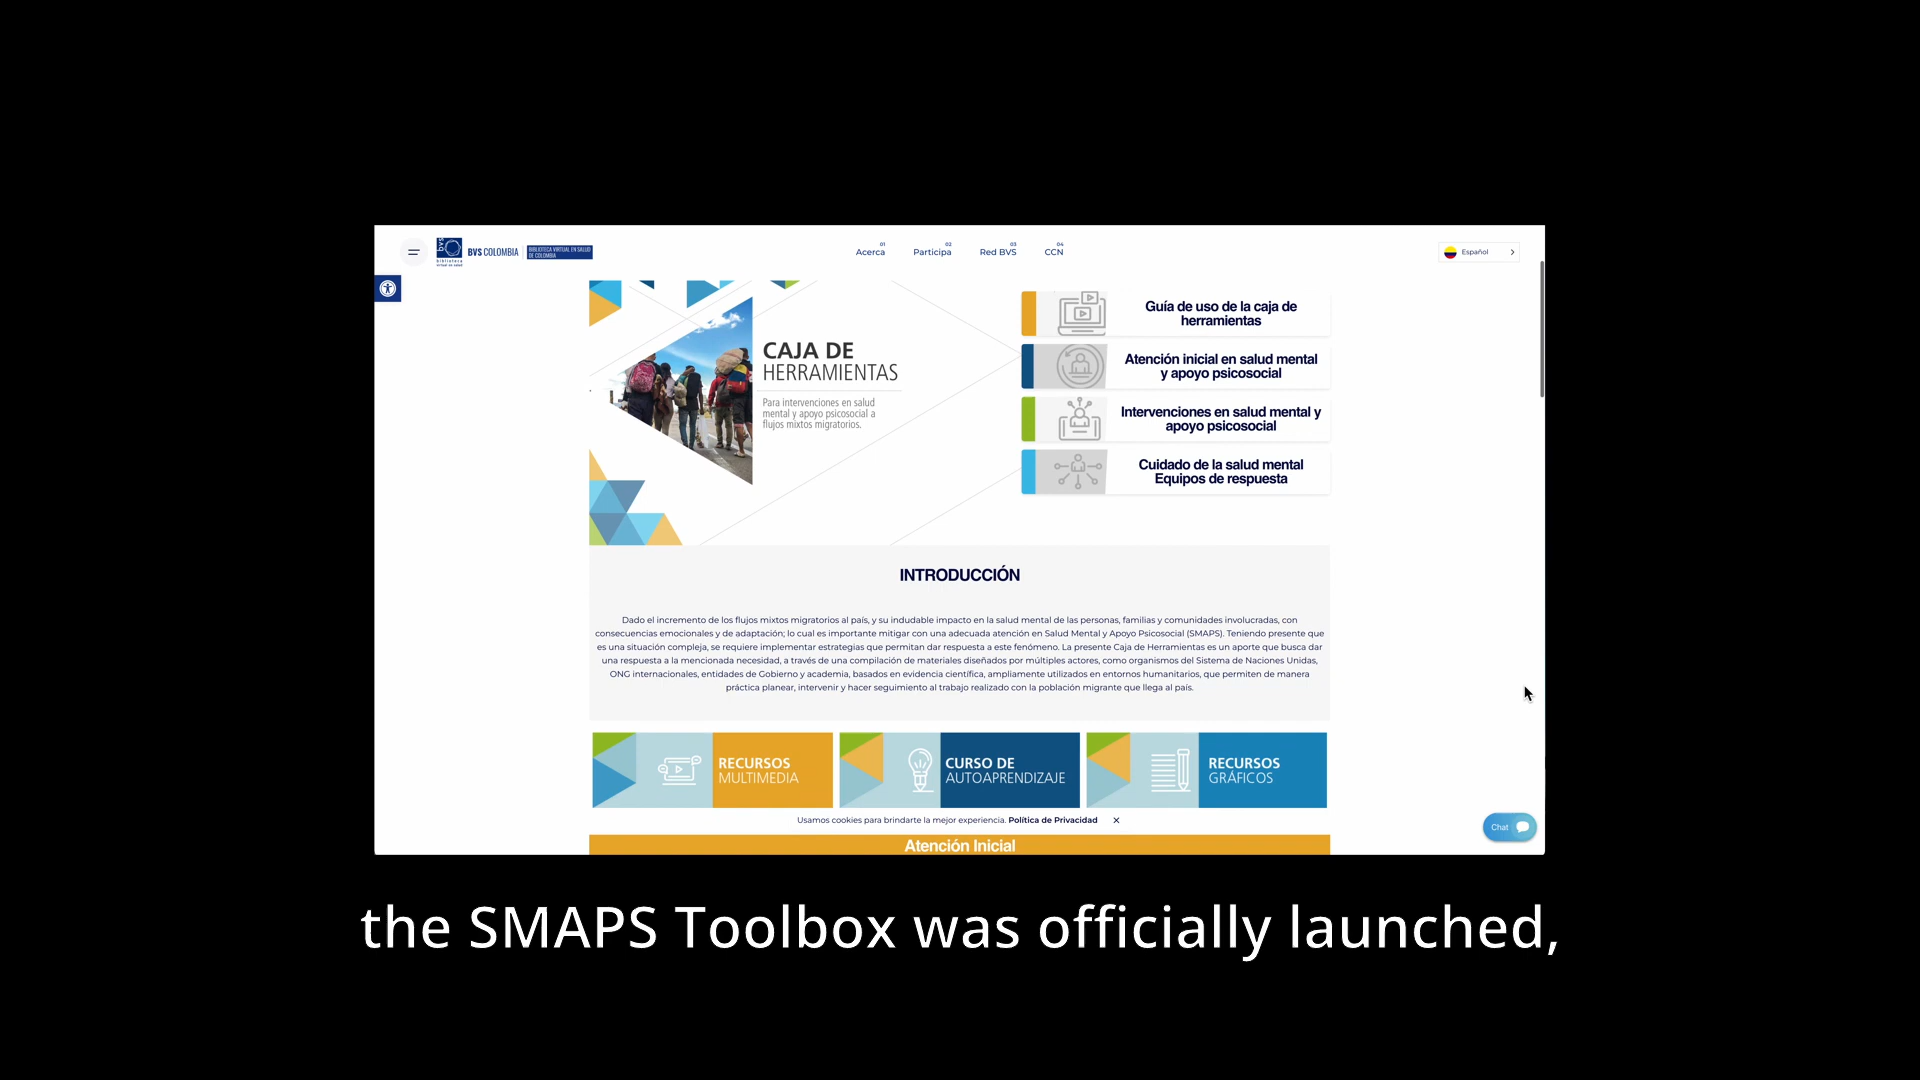 BVS COLOMBIA
BIBLIOTECA VIRTUAL EN SALUD
DE COLOMBIA
01
Acerca
02
Participa
03
Red BVS
04
CCN
Español
CAJA DE
HERRAMIENTAS
Para intervenciones en salud
mental y apoyo psicosocial a
flujos mixtos migratorios.
Guía de uso de la caja de
herramientas
Atención inicial en salud mental
y apoyo psicosocial
Intervenciones en salud mental y
apoyo psicosocial
Cuidado de la salud mental
Equipos de respuesta
INTRODUCCIÓN
Dado el incremento de los flujos mixtos migratorios al país, y su indudable impacto en la salud mental de las personas, familias y comunidades involucradas, con
consecuencias emocionales y de adaptación; lo cual es importante mitigar con una adecuada atención en Salud Mental y Apoyo Psicosocial (SMAPS). Teniendo presente que
es una situación compleja, se requiere implementar estrategias que permitan dar respuesta a este fenómeno. La presente Caja de Herramientas es un aporte que busca dar
una respuesta a la mencionada necesidad, a través de una compilación de materiales diseñados por múltiples actores, como organismos del Sistema de Naciones Unidas,
ONG internacionales, entidades de Gobierno y academia, basados en evidencia científica, ampliamente utilizados en entornos humanitarios, que permiten de manera
práctica planear, intervenir y hacer seguimiento al trabajo realizado con la población migrante que llega al país.
RECURSOS
MULTIMEDIA
CURSO DE
AUTOAPRENDIZAJE
RECURSOS
GRÁFICOS
Usamos cookies para brindarte la mejor experiencia. Política de Privacidad
Chat
Atención Inicial
the SMAPS Toolbox was officially launched,